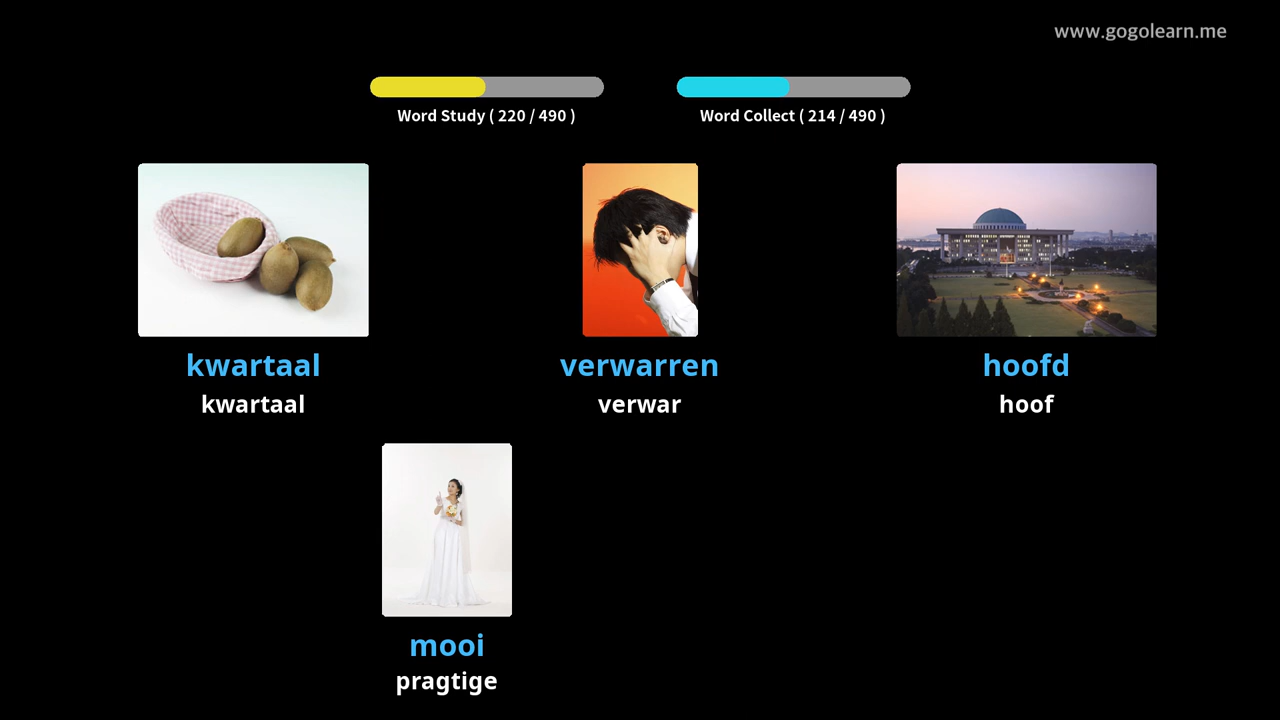 www.gogolearn.me
Word Study ( 220 / 490 )
Word Collect ( 214 / 490 )
kwartaal
kwartaal
verwarren
verwar
hoofd
hoof
mooi
pragtige